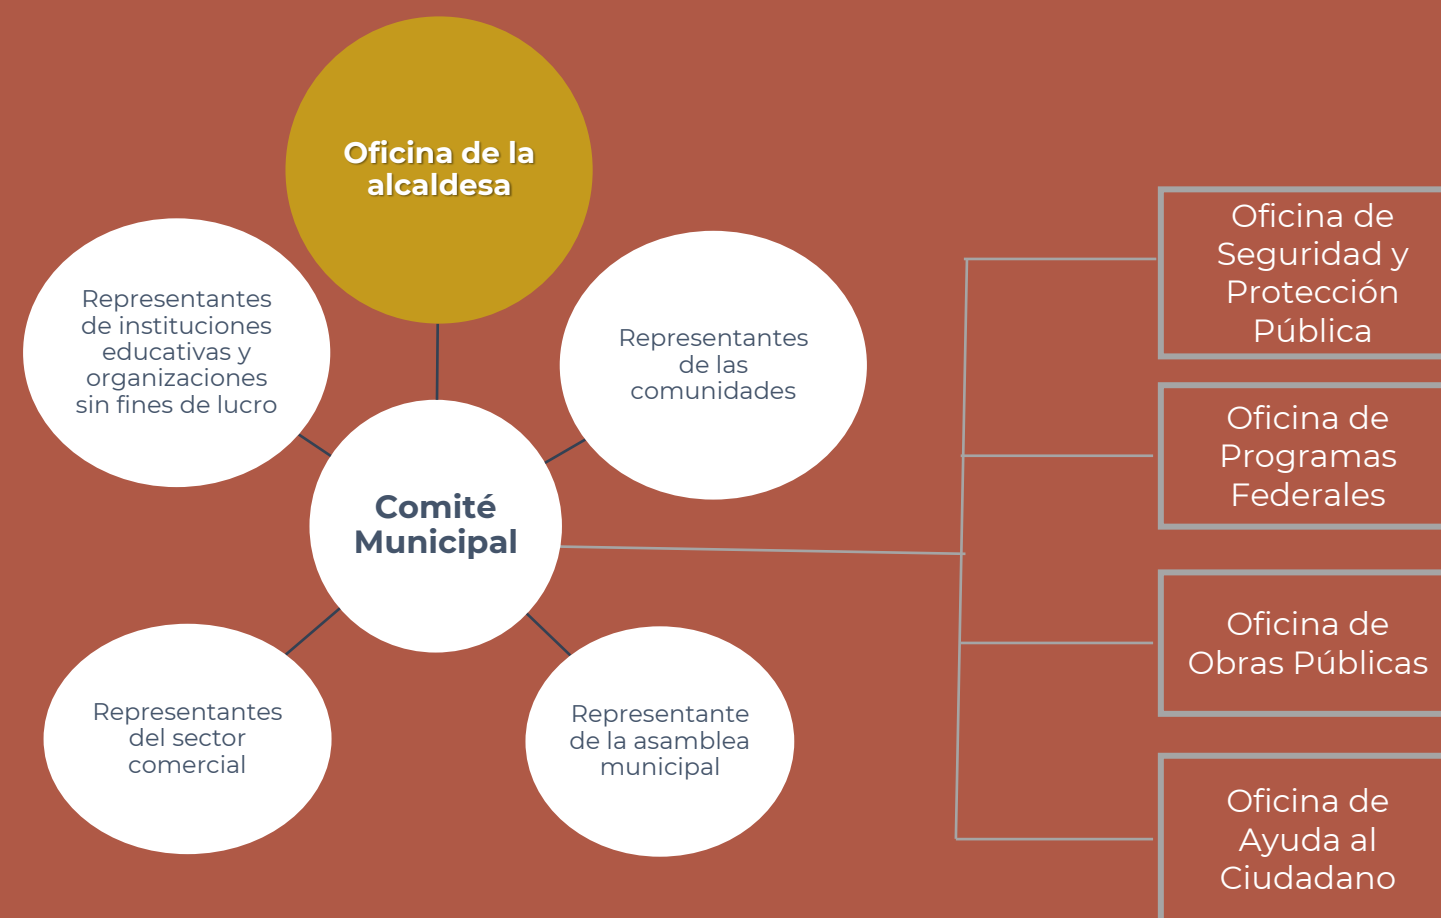 Oficina de la
alcaldesa
Representantes
de instituciones
educativas y
organizaciones
sin fines de lucro
Representantes
de las
comunidades
Comité
Municipal
Representantes
del sector
comercial
Representante
de la asamblea
municipal
Oficina de
Seguridad y
Protección
Pública
Oficina de
Programas
Federales
Oficina de
Obras Públicas
Oficina de
Ayuda al
Ciudadano